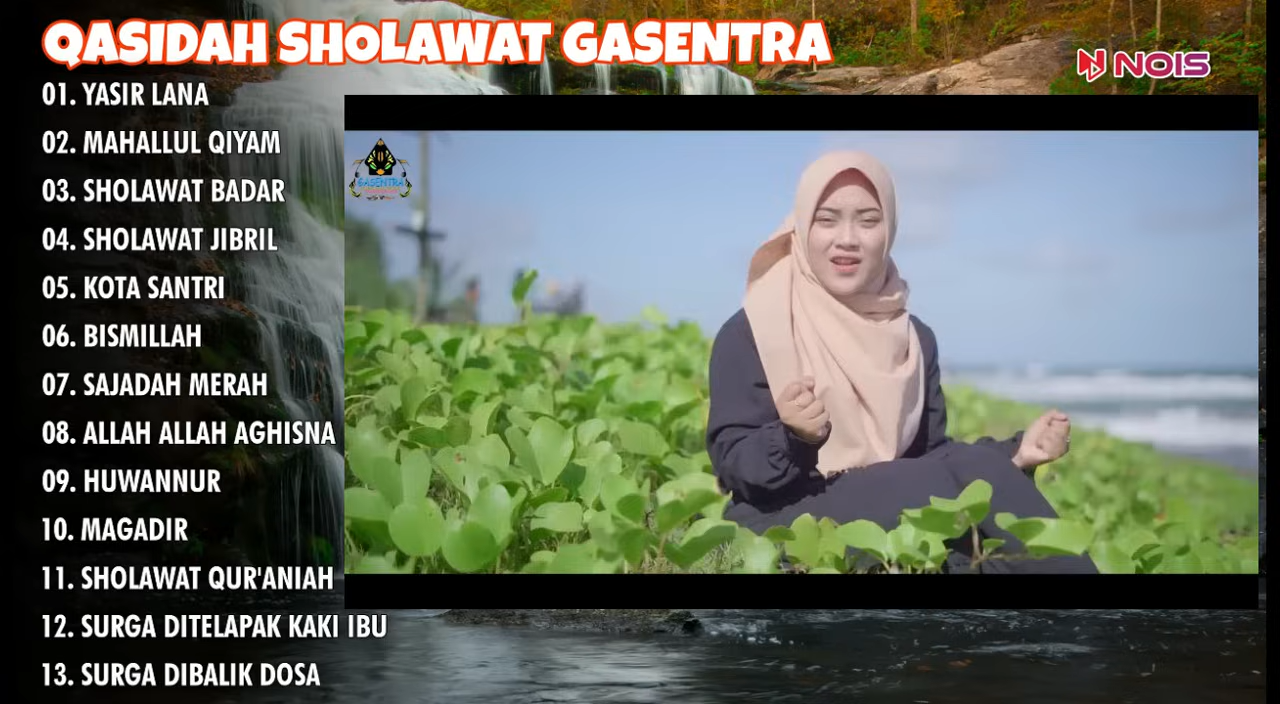 QASIDAH SHOLAWAT GASENTRA
NOIS
01. YASIR LANA
02. MAHALLUL QIYAM
03. SHOLAWAT BADAR
04. SHOLAWAT JIBRIL
05. KOTA SANTRI
06. BISMILLAH
07. SAJADAH MERAH
08. ALLAH ALLAH AGHISNA
09. HUWANNUR
10. MAGADIR
11. SHOLAWAT QUR'ANIAH
12. SURGA DITELAPAK KAKI IBU
13. SURGA DIBALIK DOSA
GASENTRA